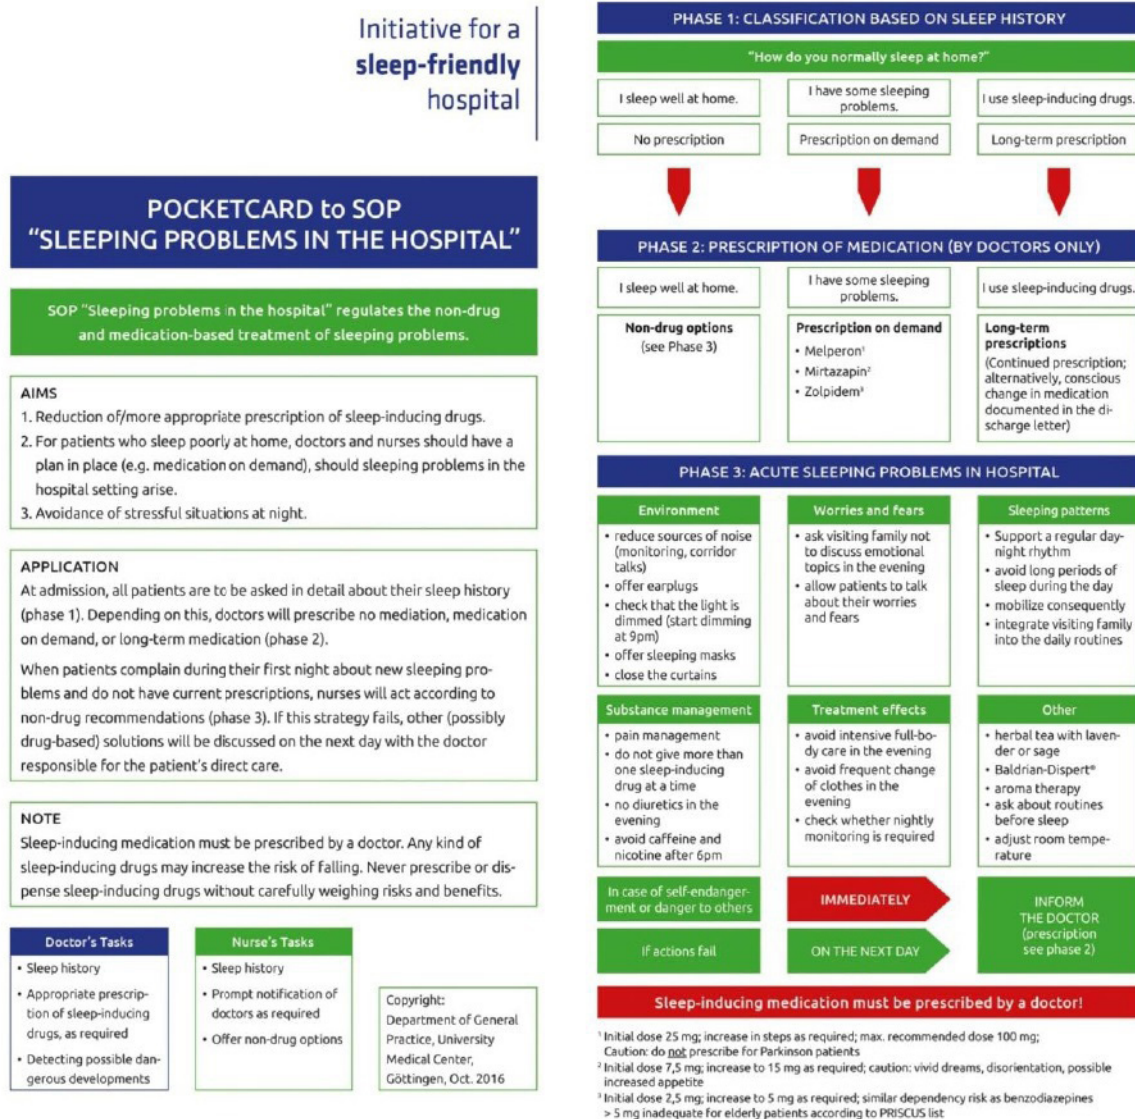 Initiative for a
sleep-friendly
hospital
POCKETCARD to SOP
"SLEEPING PROBLEMS IN THE HOSPITAL"
SOP "Sleeping problems in the hospital" regulates the non-drug
and medication-based treatment of sleeping problems.
AIMS
1. Reduction of/more appropriate prescription of sleep-inducing drugs.
2. For patients who sleep poorly at home, doctors and nurses should have a
plan in place (e.g. medication on demand), should sleeping problems in the
hospital setting arise.
3. Avoidance of stressful situations at night.
APPLICATION
At admission, all patients are to be asked in detail about their sleep history
(phase 1). Depending on this, doctors will prescribe no mediation, medication
on demand, or long-term medication (phase 2).
When patients complain during their first night about new sleeping pro-
blems and do not have current prescriptions, nurses will act according to
non-drug recommendations (phase 3). If this strategy fails, other (possibly
drug-based) solutions will be discussed on the next day with the doctor
responsible for the patient's direct care.
NOTE
Sleep-inducing medication must be prescribed by a doctor. Any kind of
sleep-inducing drugs may increase the risk of falling. Never prescribe or dis-
pense sleep-inducing drugs without carefully weighing risks and benefits.
Doctor's Tasks
• Sleep history
• Appropriate prescrip-
tion of sleep-inducing
drugs, as required
• Detecting possible dan-
gerous developments
Nurse's Tasks
• Sleep history
• Prompt notification of
doctors as required
• Offer non-drug options
Copyright:
Department of General
Practice, University
Medical Center,
Göttingen, Oct. 2016
PHASE 1: CLASSIFICATION BASED ON SLEEP HISTORY
"How do you normally sleep at home?"
I sleep well at home.
I have some sleeping
problems.
I use sleep-inducing drugs.
No prescription
Prescription on demand
Long-term prescription
PHASE 2: PRESCRIPTION OF MEDICATION (BY DOCTORS ONLY)
I sleep well at home.
I have some sleeping
problems.
I use sleep-inducing drugs.
Non-drug options
(see Phase 3)
Prescription on demand
• Melperon¹
• Mirtazapin²
• Zolpidem³
Long-term
prescriptions
(Continued prescription;
alternatively, conscious
change in medication
documented in the di-
scharge letter)
PHASE 3: ACUTE SLEEPING PROBLEMS IN HOSPITAL
Environment
• reduce sources of noise
(monitoring, corridor
talks)
• offer earplugs
• check that the light is
dimmed (start dimming
at 9pm)
• offer sleeping masks
• close the curtains
Worries and fears
• ask visiting family not
to discuss emotional
topics in the evening
• allow patients to talk
about their worries
and fears
Sleeping patterns
• Support a regular day-
night rhythm
• avoid long periods of
sleep during the day
• mobilize consequently
• integrate visiting family
into the daily routines
Substance management
• pain management
• do not give more than
one sleep-inducing
drug at a time
• no diuretics in the
evening
• avoid caffeine and
nicotine after 6pm
Treatment effects
• avoid intensive full-bo-
dy care in the evening
• avoid frequent change
of clothes in the
evening
• check whether nightly
monitoring is required
Other
• herbal tea with laven-
der or sage
• Baldrian-Dispert®
• aroma therapy
• ask about routines
before sleep
• adjust room tempe-
rature
In case of self-endanger-
ment or danger to others
IMMEDIATELY
If actions fail
ON THE NEXT DAY
INFORM
THE DOCTOR
(prescription
see phase 2)
Sleep-inducing medication must be prescribed by a doctor!
¹ Initial dose 25 mg; increase in steps as required; max. recommended dose 100 mg;
Caution: do not prescribe for Parkinson patients
² Initial dose 7,5 mg; increase to 15 mg as required; caution: vivid dreams, disorientation, possible
increased appetite
³ Initial dose 2,5 mg; increase to 5 mg as required; similar dependency risk as benzodiazepines
> 5 mg inadequate for elderly patients according to PRISCUS list